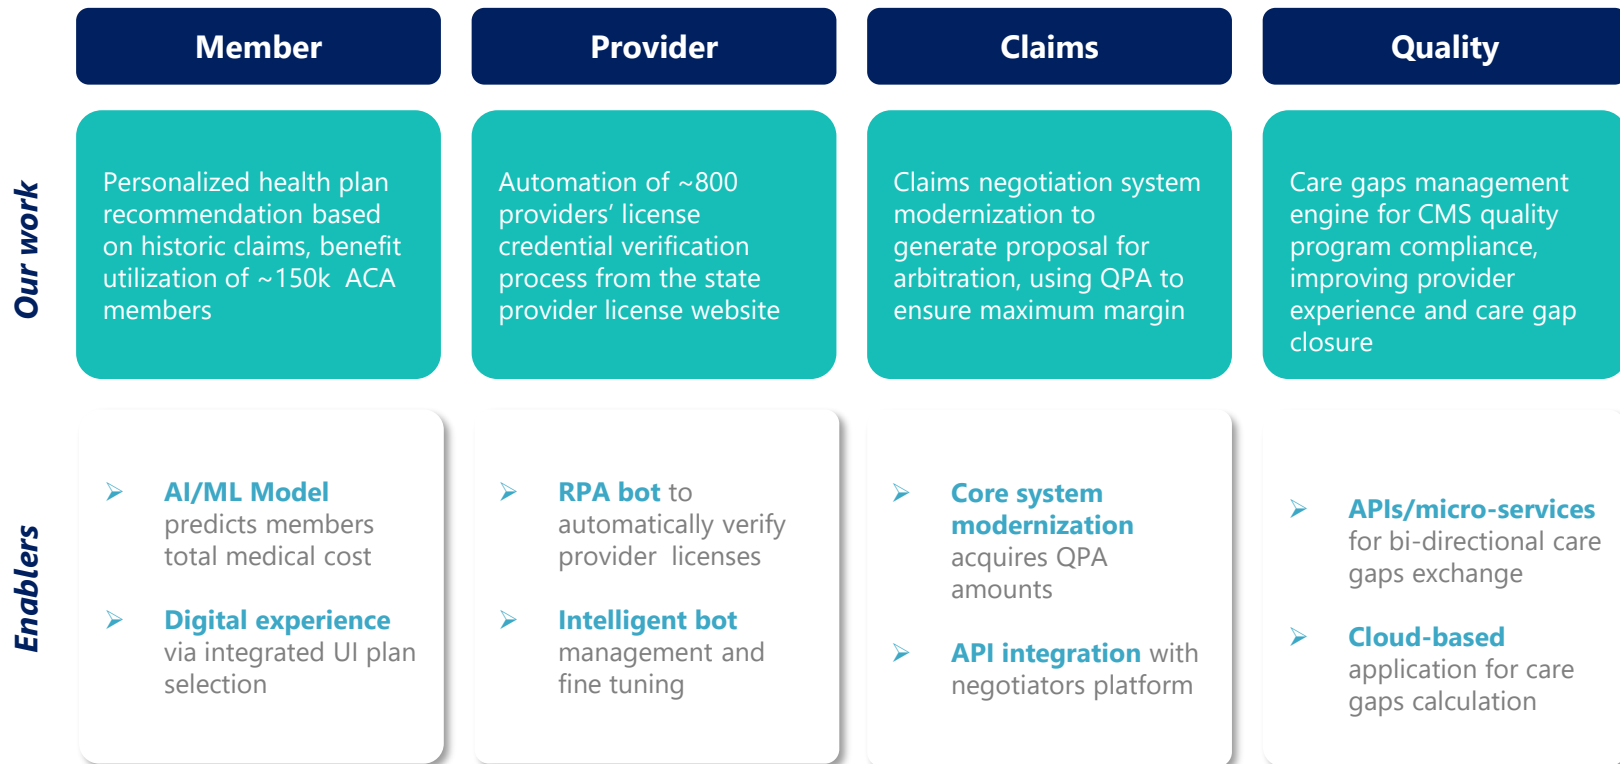 Member
Provider
Claims
Quality
Our work
Personalized health plan
recommendation based
on historic claims, benefit
utilization of ~150k ACA
members
Automation of ~800
providers’ license
credential verification
process from the state
provider license website
Claims negotiation system
modernization to
generate proposal for
arbitration, using QPA to
ensure maximum margin
Care gaps management
engine for CMS quality
program compliance,
improving provider
experience and care gap
closure
Enablers
➢ AI/ML Model
predicts members
total medical cost
➢ Digital experience
via integrated UI plan
selection
➢ RPA bot to
automatically verify
provider licenses
➢ Intelligent bot
management and
fine tuning
➢ Core system
modernization
acquires QPA
amounts
➢ API integration with
negotiators platform
➢ APIs/micro-services
for bi-directional care
gaps exchange
➢ Cloud-based
application for care
gaps calculation